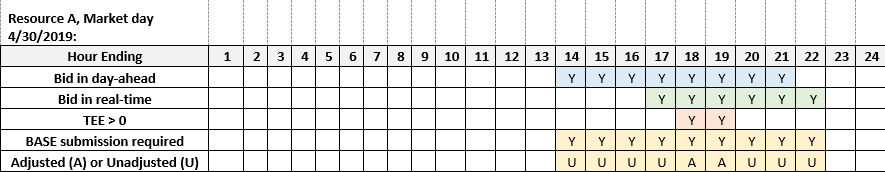 Resource A, Market day
4/30/2019:
Hour Ending 1 2 3 4 5 6 7 8 9 10 11 12 13 14 15 16 17 18 19 20 21 22 23 24
Bid in day-ahead Y Y Y Y Y Y Y Y
Bid in real-time Y Y Y Y Y Y
TEE > 0 Y Y
BASE submission required Y Y Y Y Y Y Y Y Y
Adjusted (A) or Unadjusted (U) U U U U A A U U U